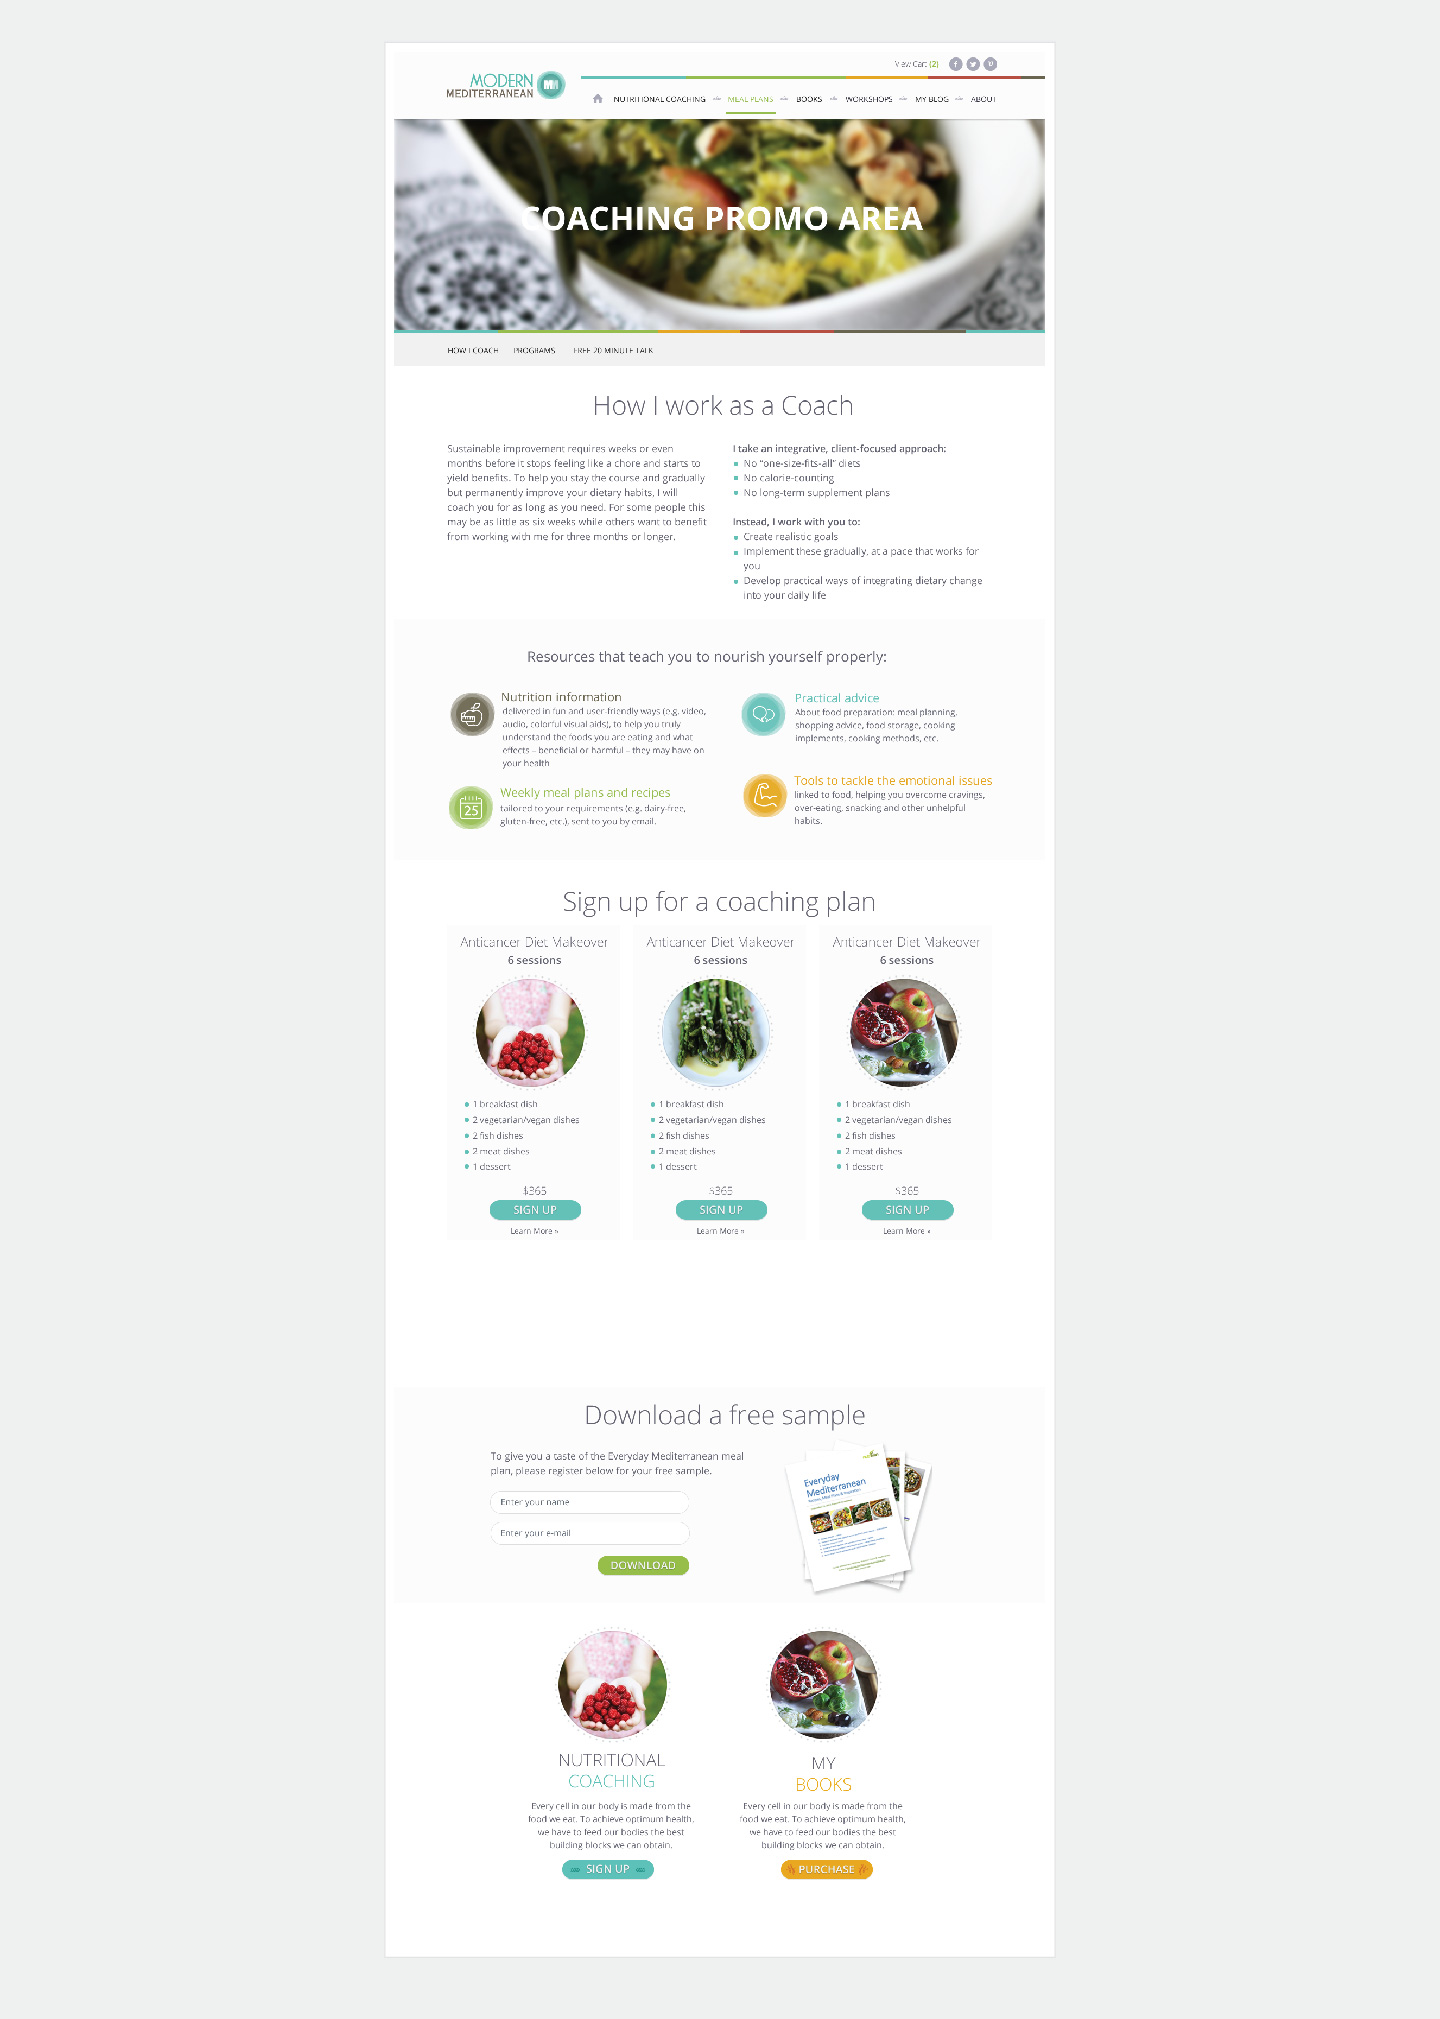 View Cart (2)
MODERN
MEDITERRANEAN
NUTRITIONAL COACHING
MEAL PLANS
BOOKS
WORKSHOPS
MY BLOG
ABOUT
COACHING PROMO AREA
HOW I COACH
PROGRAMS
FREE 20 MINUTE TALK
How I work as a Coach
Sustainable improvement requires weeks or even
months before it stops feeling like a chore and starts to
yield benefits. To help you stay the course and gradually
but permanently improve your dietary habits, I will
coach you for as long as you need. For some people this
may be as little as six weeks while others want to benefit
from working with me for three months or longer.
I take an integrative, client-focused approach:
No “one-size-fits-all” diets
No calorie-counting
No long-term supplement plans
Instead, I work with you to:
Create realistic goals
Implement these gradually, at a pace that works for
you
Develop practical ways of integrating dietary change
into your daily life
Resources that teach you to nourish yourself properly:
Nutrition information
delivered in fun and user-friendly ways (e.g. video,
audio, colorful visual aids), to help you truly
understand the foods you are eating and what
effects – beneficial or harmful – they may have on
your health
25
Weekly meal plans and recipes
tailored to your requirements (e.g. dairy-free,
gluten-free, etc.), sent to you by email.
Practical advice
About food preparation: meal planning,
shopping advice, food storage, cooking
implements, cooking methods, etc.
Tools to tackle the emotional issues
linked to food, helping you overcome cravings,
over-eating, snacking and other unhelpful
habits.
Sign up for a coaching plan
Anticancer Diet Makeover
6 sessions
1 breakfast dish
2 vegetarian/vegan dishes
2 fish dishes
2 meat dishes
1 dessert
$365
SIGN UP
Learn More »
Anticancer Diet Makeover
6 sessions
1 breakfast dish
2 vegetarian/vegan dishes
2 fish dishes
2 meat dishes
1 dessert
$365
SIGN UP
Learn More »
Anticancer Diet Makeover
6 sessions
1 breakfast dish
2 vegetarian/vegan dishes
2 fish dishes
2 meat dishes
1 dessert
$365
SIGN UP
Learn More »
Download a free sample
To give you a taste of the Everyday Mediterranean meal
plan, please register below for your free sample.
Enter your name
Enter your e-mail
DOWNLOAD
Everyday
Mediterranean
NUTRITIONAL
COACHING
Every cell in our body is made from the
food we eat. To achieve optimum health,
we have to feed our bodies the best
building blocks we can obtain.
SIGN UP
MY
BOOKS
Every cell in our body is made from the
food we eat. To achieve optimum health,
we have to feed our bodies the best
building blocks we can obtain.
PURCHASE